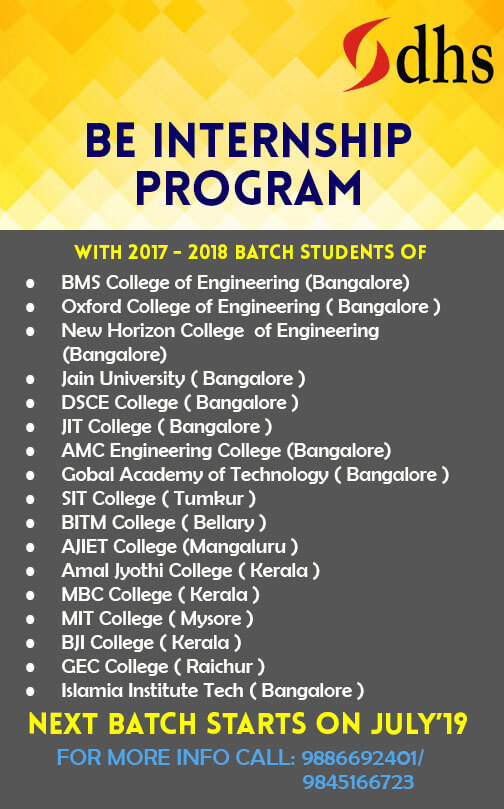 dhs
BE INTERNSHIP
PROGRAM
WITH 2017 - 2018 BATCH STUDENTS OF
● BMS College of Engineering (Bangalore)
● Oxford College of Engineering ( Bangalore )
● New Horizon College of Engineering
(Bangalore)
● Jain University ( Bangalore )
● DSCE College ( Bangalore )
● JIT College ( Bangalore )
● AMC Engineering College (Bangalore)
● Gobal Academy of Technology ( Bangalore )
● SIT College ( Tumkur )
● BITM College ( Bellary )
● AJIET College (Mangaluru )
● Amal Jyothi College ( Kerala )
● MBC College ( Kerala )
● MIT College ( Mysore )
● BJI College ( Kerala )
● GEC College ( Raichur )
● Islamia Institute Tech ( Bangalore )
NEXT BATCH STARTS ON JULY'19
FOR MORE INFO CALL: 9886692401/
9845166723